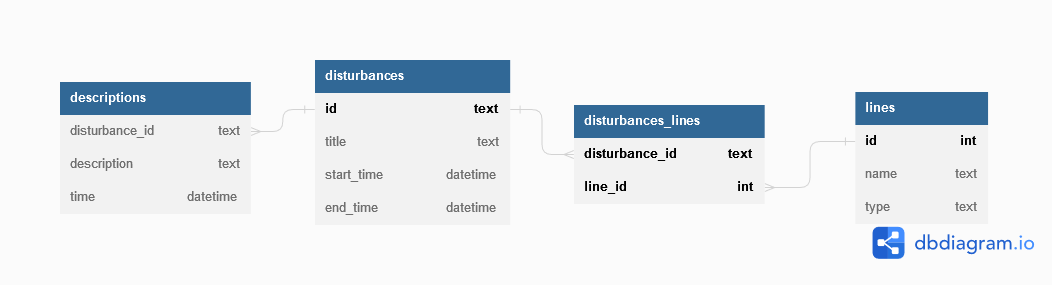 descriptions
disturbance_id text
description text
time datetime
disturbances
id text
title text
start_time datetime
end_time datetime
disturbances_lines
disturbance_id text
line_id int
lines
id int
name text
type text
dbdiagram.io